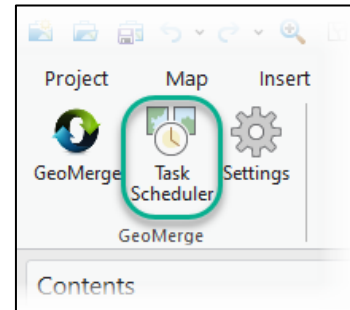 Project Map Insert
GeoMerge Task Settings
Scheduler
GeoMerge
Contents